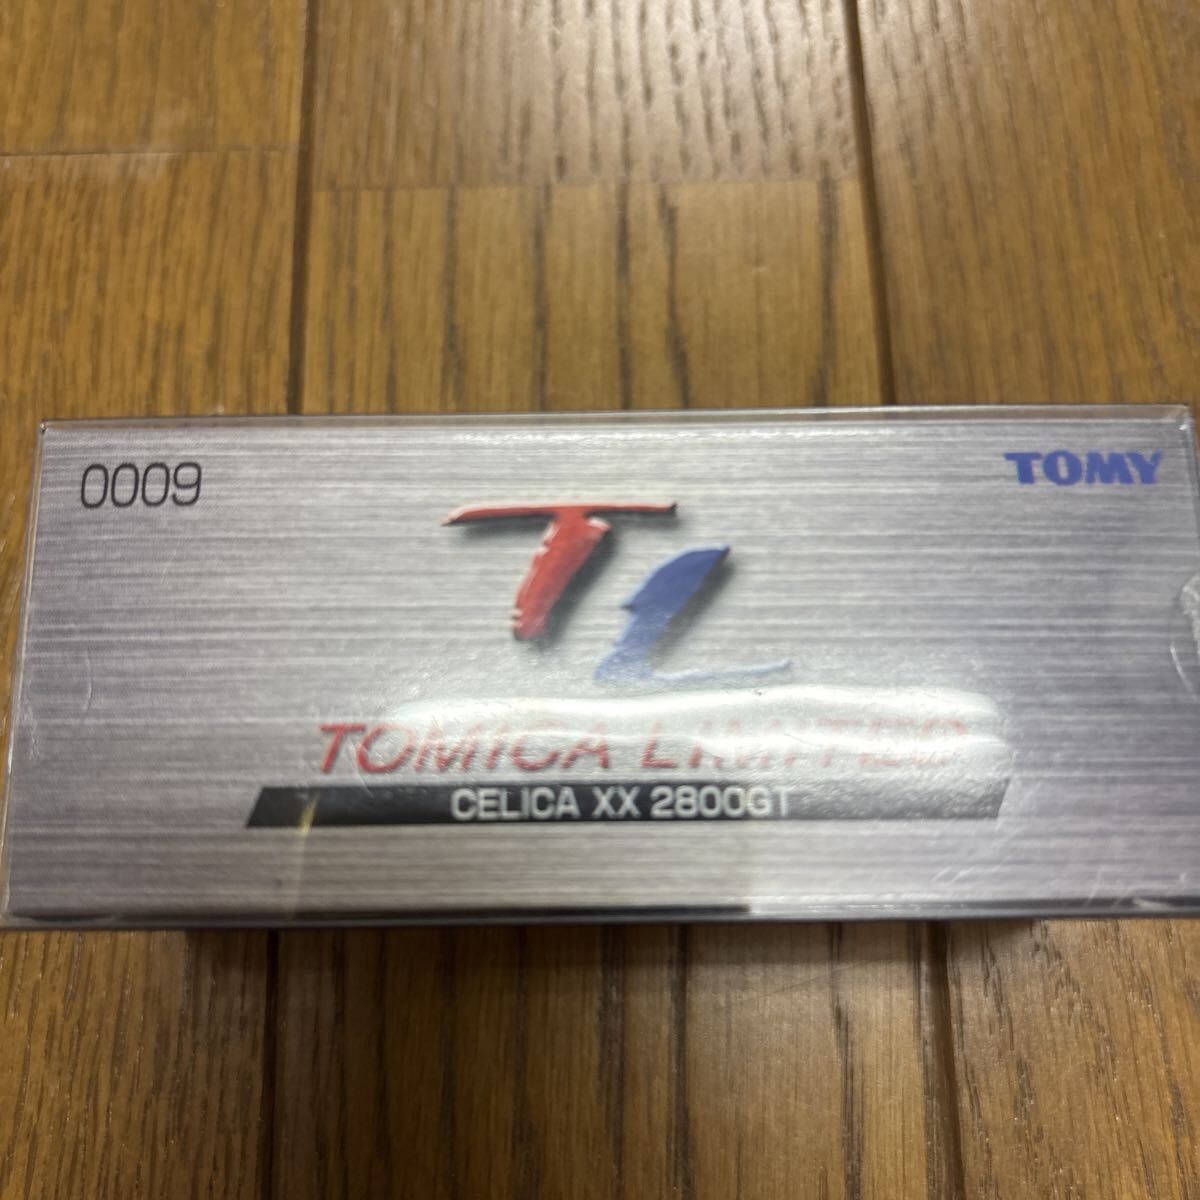 0009
TOMY
TL
TOMICA LIMITED
CELICA XX 2800GT